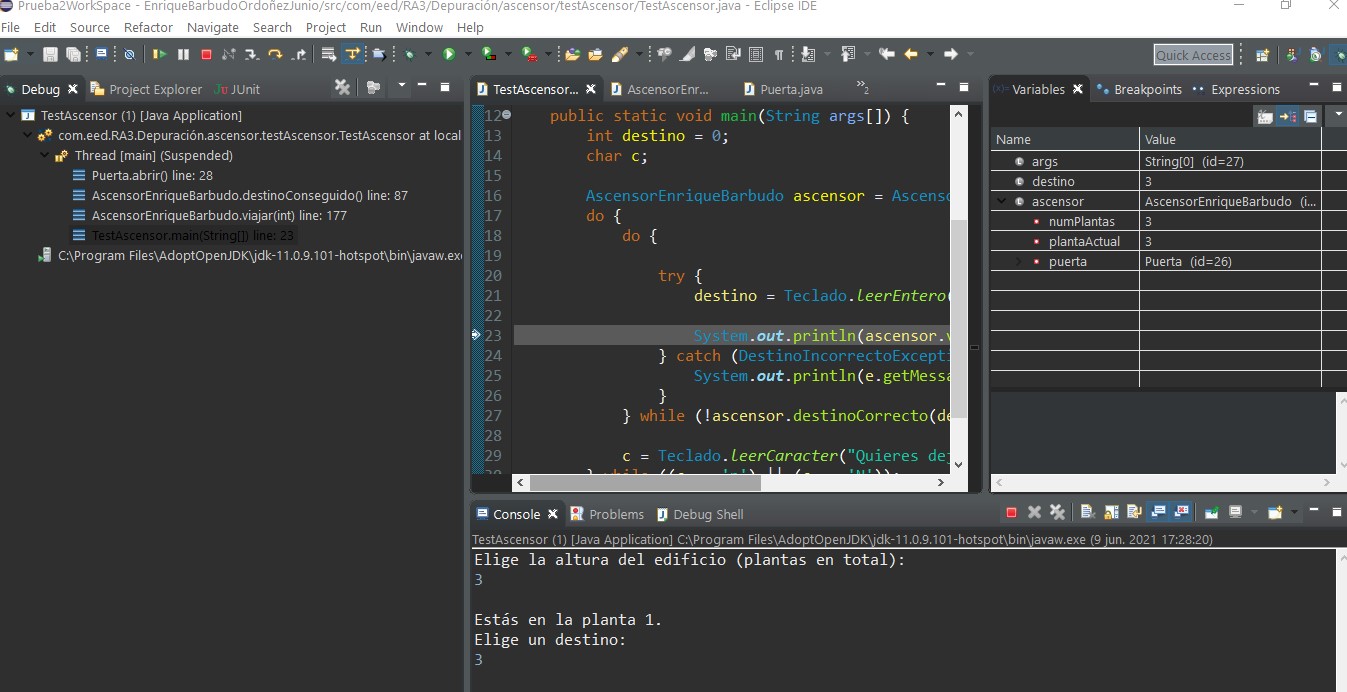 Prueba2WorkSpace - EnriqueBarbudoOrdoñezJunio/src/com/eed/RA3/Depuración/ascensor/testAscensor/TestAscensor.java - Eclipse IDE
File Edit Source Refactor Navigate Search Project Run Window Help
Quick Access
Debug Project Explorer JUnit
TestAscensor (1) [Java Application]
com.eed.RA3.Depuración.ascensor.testAscensor.TestAscensor at local
Thread [main] (Suspended)
Puerta.abrir() line: 28
AscensorEnriqueBarbudo.destinoConseguido() line: 87
AscensorEnriqueBarbudo.viajar(int) line: 177
TestAscensor.main(String[]) line: 23
C:\Program Files\AdoptOpenJDK\jdk-11.0.9.101-hotspot\bin\javaw.exe
TestAscensor... AscensorEnr... Puerta.java »2
12 public static void main(String args[]) {
13 int destino = 0;
14 char c;
15
16 AscensorEnriqueBarbudo ascensor = Ascenso
17 do {
18 do {
19
20 try {
21 destino = Teclado.leerEntero(
22
23 System.out.println(ascensor.v
24 } catch (DestinoIncorrectoExcepti
25 System.out.println(e.getMessa
26 }
27 } while (!ascensor.destinoCorrecto(de
28
29 c = Teclado.leerCaracter("Quieres dej
Variables Breakpoints Expressions
Name Value
args String[0] (id=27)
destino 3
ascensor AscensorEnriqueBarbudo (i...
numPlantas 3
plantaActual 3
puerta Puerta (id=26)
Console Problems Debug Shell
TestAscensor (1) [Java Application] C:\Program Files\AdoptOpenJDK\jdk-11.0.9.101-hotspot\bin\javaw.exe (9 jun. 2021 17:28:20)
Elige la altura del edificio (plantas en total):
3
Estás en la planta 1.
Elige un destino:
3